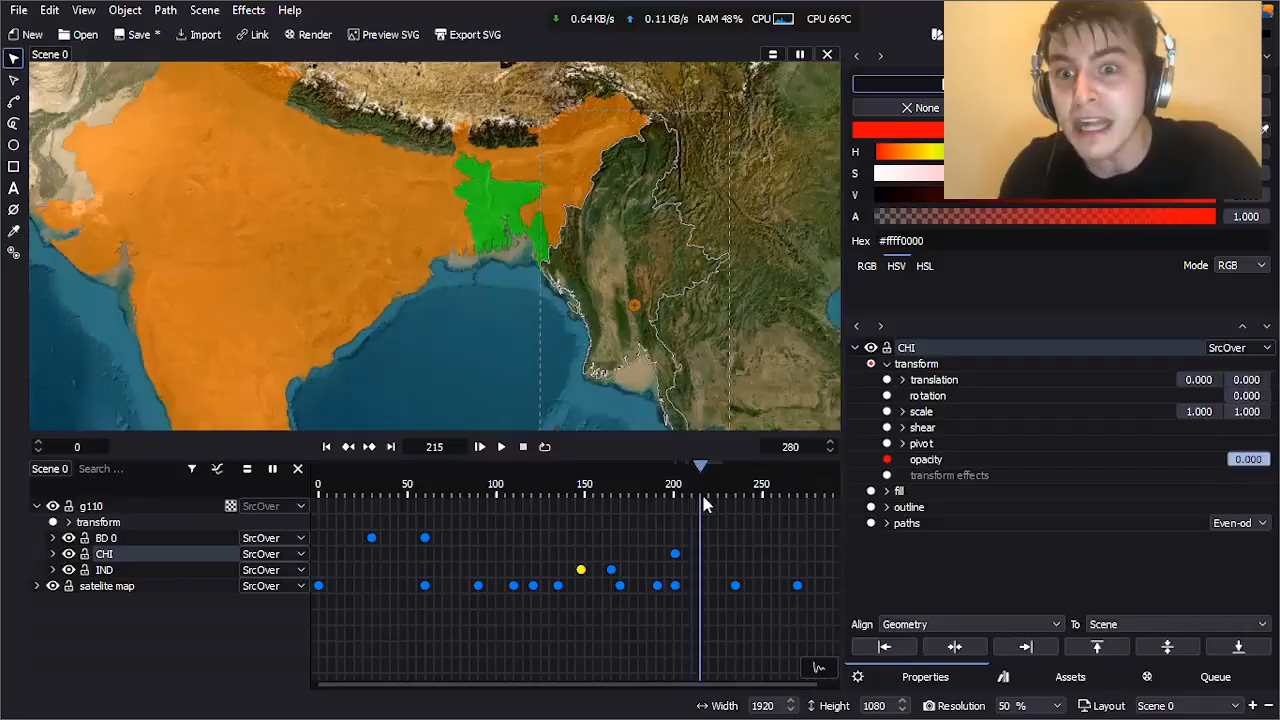 File Edit View Object Path Scene Effects Help
0.64 KB/s 0.11 KB/s RAM 48% CPU CPU 66°C
New Open Save * Import Link Render Preview SVG Export SVG
Scene 0
None
H
S
V
A 1.000
Hex #ffff0000
RGB HSV HSL Mode RGB
CHI SrcOver
transform
translation 0.000 0.000
rotation 0.000
scale 1.000 1.000
shear
pivot
opacity 0.000
transform effects
fill
outline
paths Even-od
0 215 280
Scene 0 Search ...
0 50 100 150 200 250
g110 SrcOver
transform
BD 0 SrcOver
CHI SrcOver
IND SrcOver
satelite map SrcOver
Align Geometry To Scene
Properties Assets Queue
Width 1920 Height 1080 Resolution 50 % Layout Scene 0